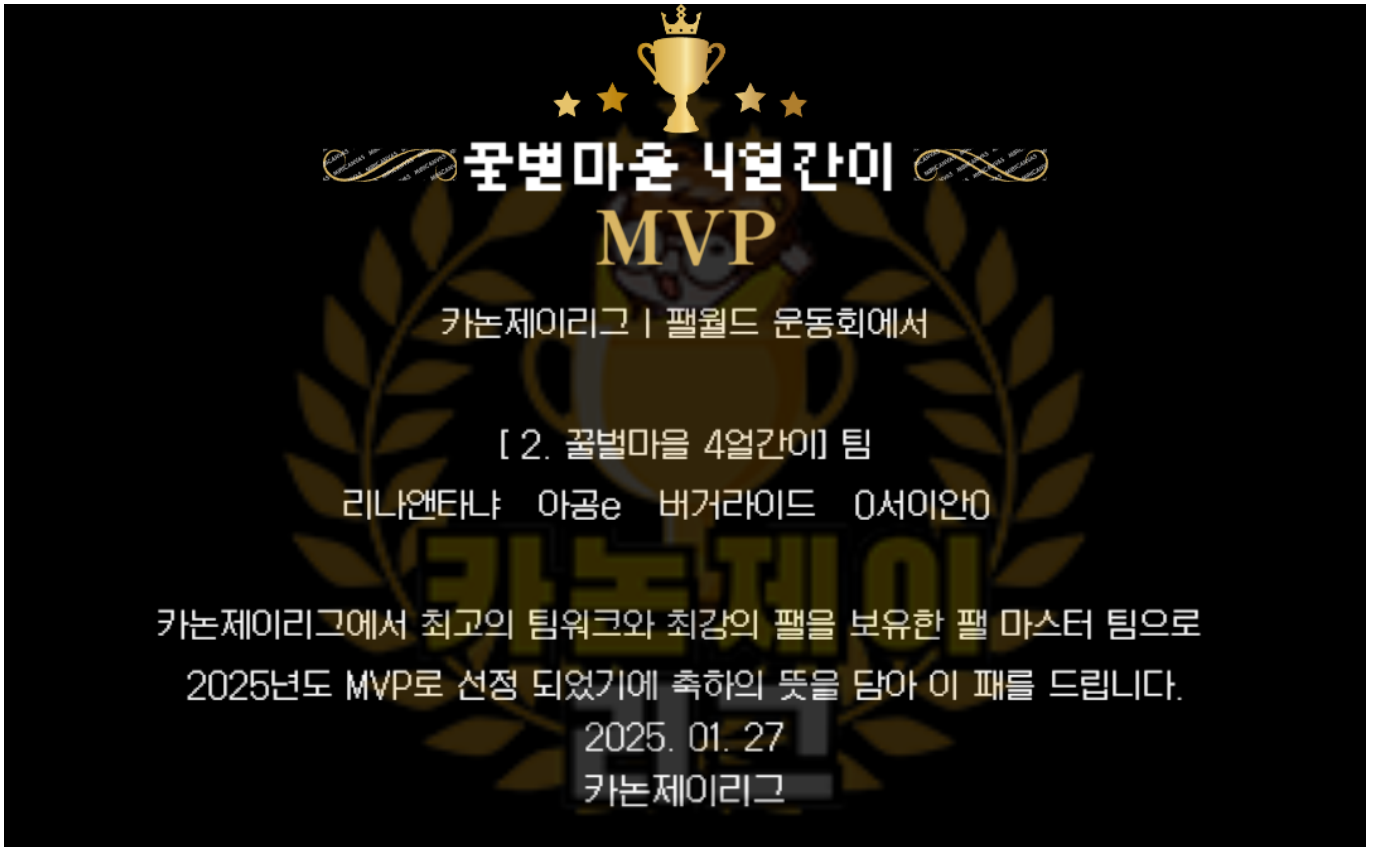 꿀벌마을 4얼간이
MVP
카논제이리그 | 팰월드 운동회에서
[ 2. 꿀벌마을 4얼간이] 팀
리나앤타냐 아공e 버거라이드 0서이안0
카논제이
리그
카논제이리그에서 최고의 팀워크와 최강의 팰을 보유한 팰 마스터 팀으로
2025년도 MVP로 선정 되었기에 축하의 뜻을 담아 이 패를 드립니다.
2025. 01. 27
카논제이리그